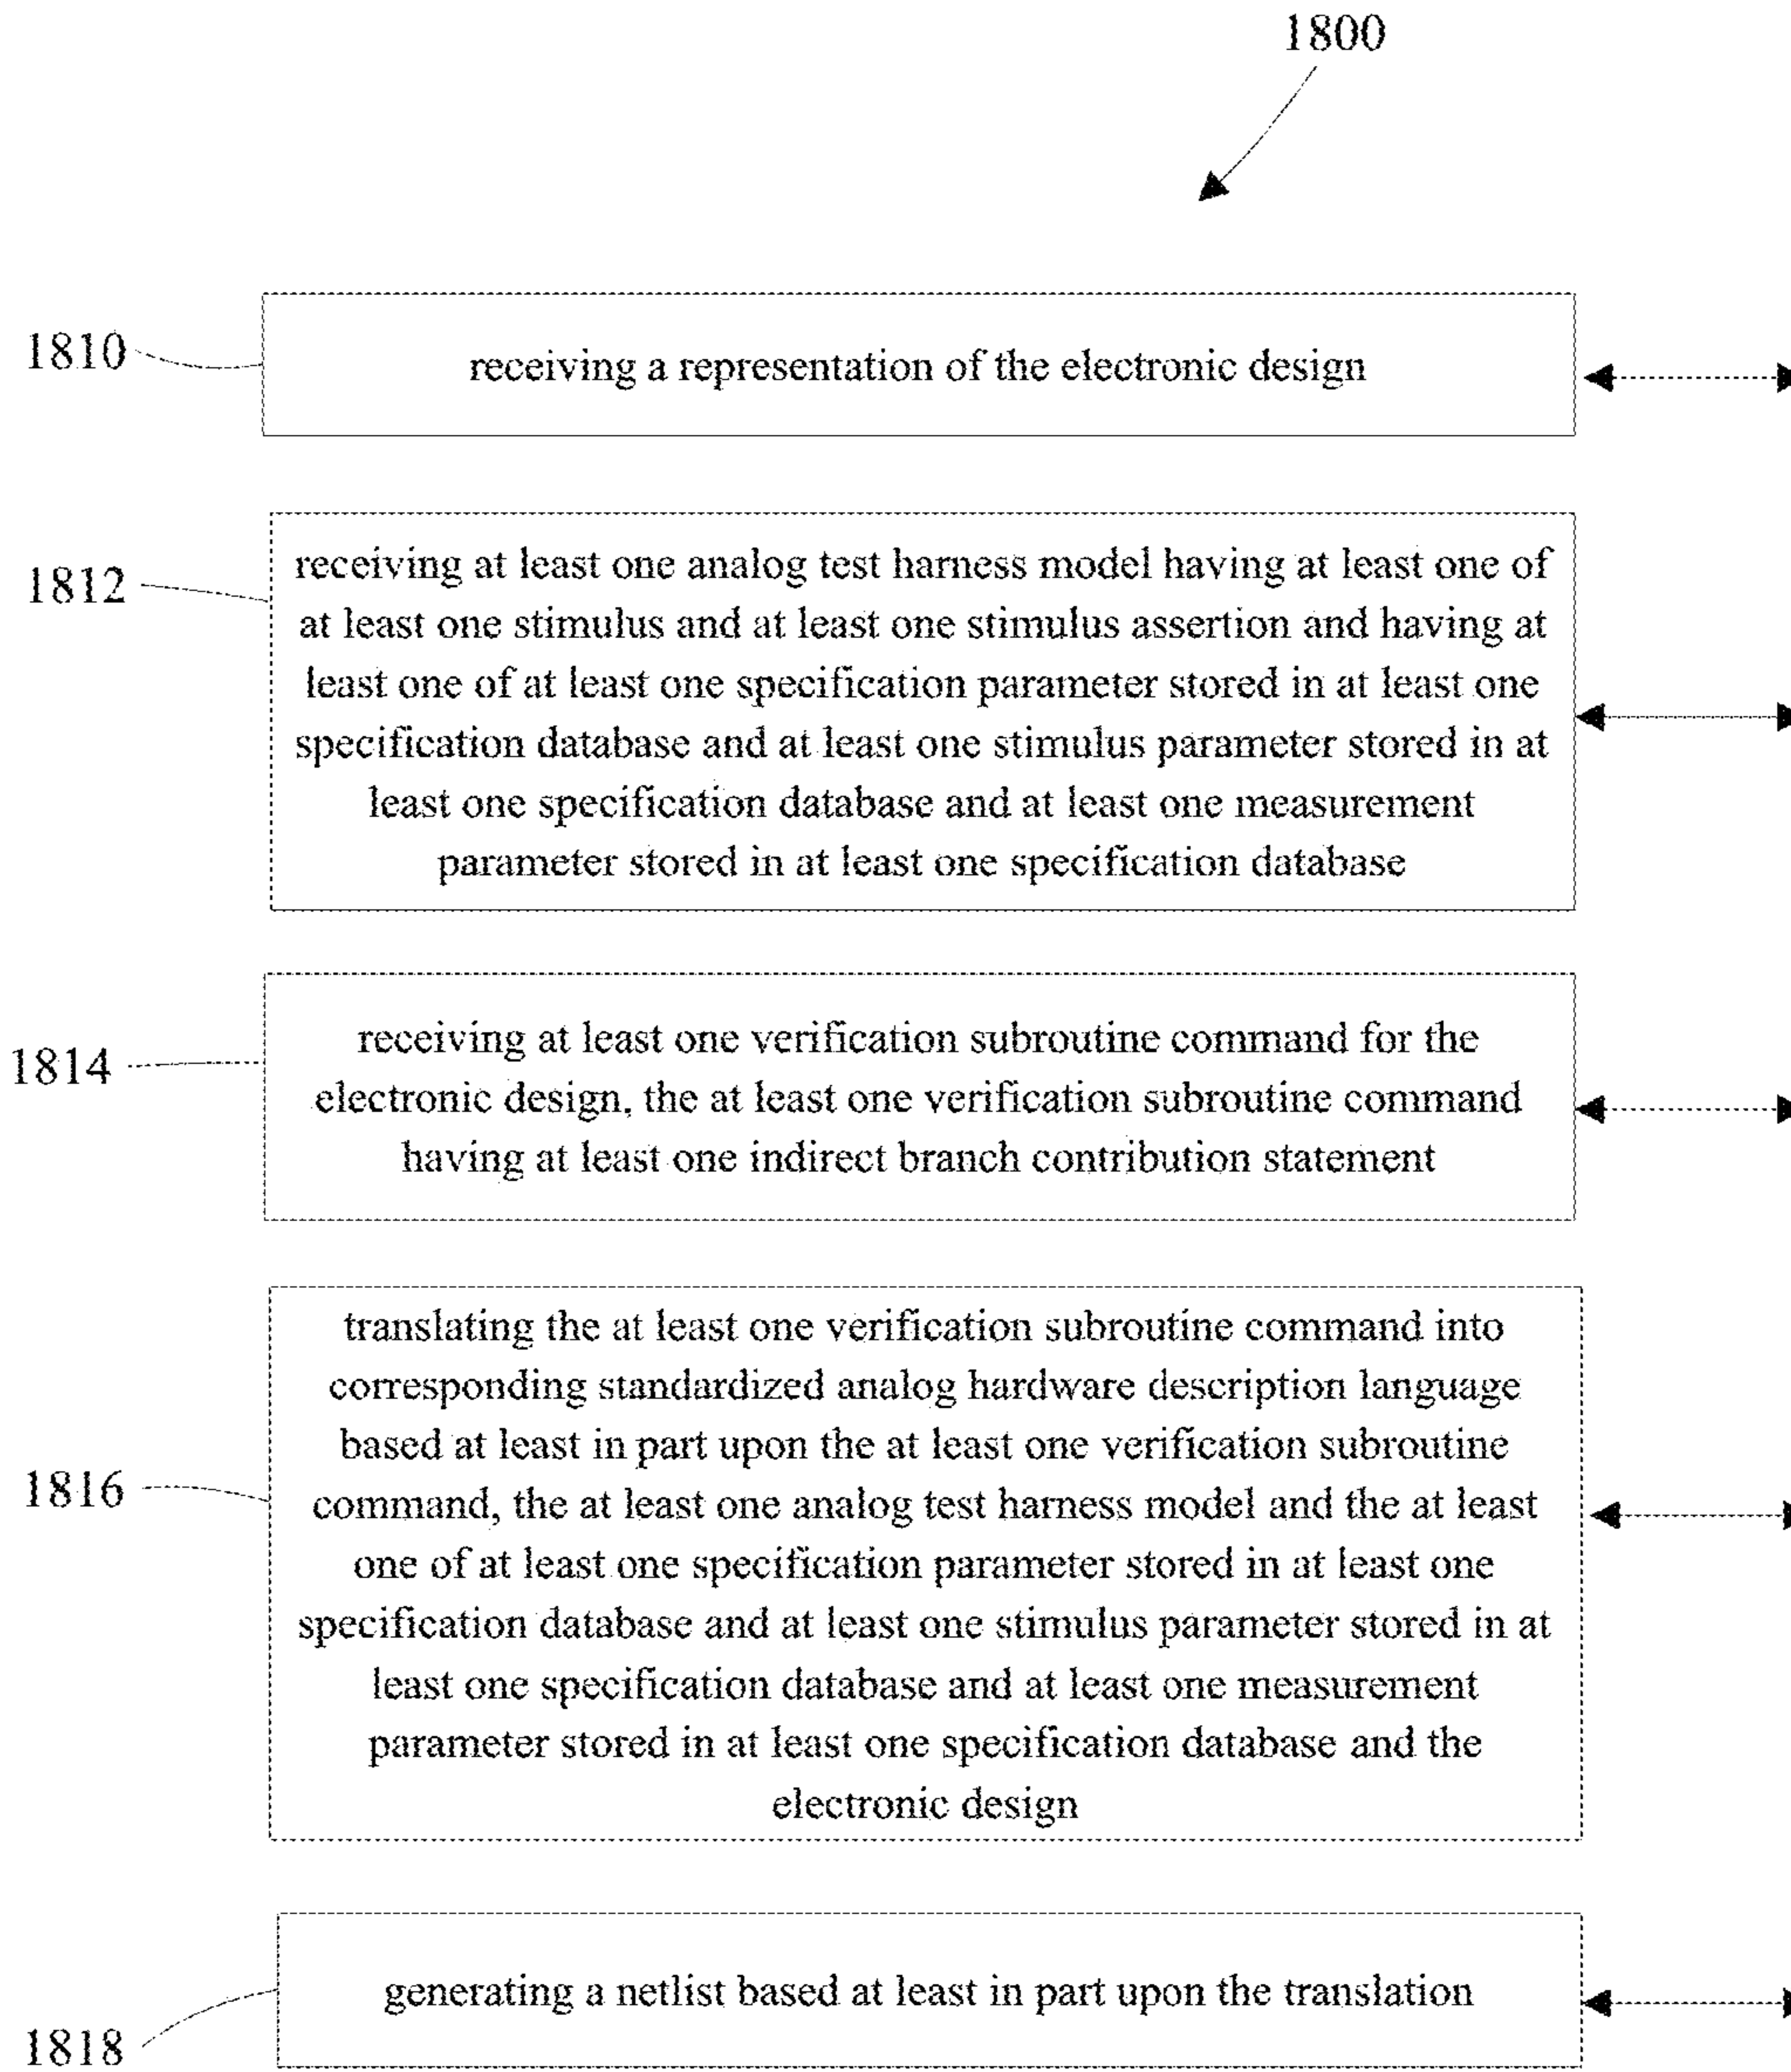 1800
1810
receiving a representation of the electronic design
1812
receiving at least one analog test harness model having at least one of
at least one stimulus and at least one stimulus assertion and having at
least one of at least one specification parameter stored in at least one
specification database and at least one stimulus parameter stored in at
least one specification database and at least one measurement
parameter stored in at least one specification database
1814
receiving at least one verification subroutine command for the
electronic design, the at least one verification subroutine command
having at least one indirect branch contribution statement
1816
translating the at least one verification subroutine command into
corresponding standardized analog hardware description language
based at least in part upon the at least one verification subroutine
command, the at least one analog test harness model and the at least
one of at least one specification parameter stored in at least one
specification database and at least one stimulus parameter stored in at
least one specification database and at least one measurement
parameter stored in at least one specification database and the
electronic design
1818
generating a netlist based at least in part upon the translation